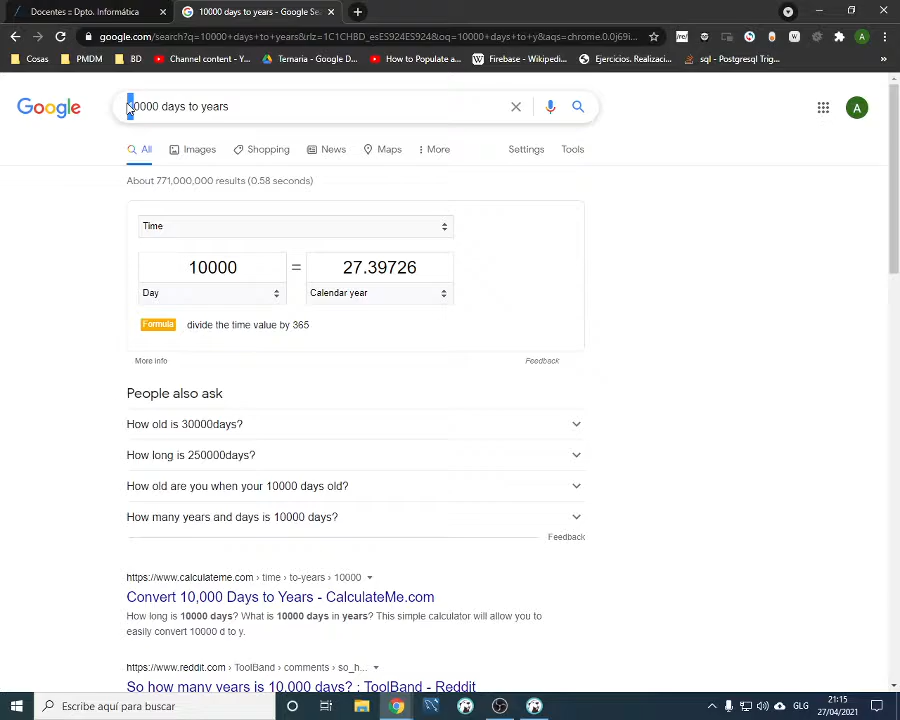 Docentes :: Dpto. Informática
10000 days to years - Google Se
google.com/search?q=10000+days+to+years&rlz=1C1CHBD_esES924ES924&oq=10000+days+to+y&aqs=chrome.0.0j69i...
Cosas PMDM BD Channel content - Y... Ternaria - Google D... How to Populate a... Firebase - Wikipedi... Ejercicios. Realizaci... sql - Postgresql Trig...
Google
10000 days to years
A
All Images Shopping News Maps More Settings Tools
About 771,000,000 results (0.58 seconds)
Time
10000 = 27.39726
Day Calendar year
Formula divide the time value by 365
More info Feedback
People also ask
How old is 30000days?
How long is 250000days?
How old are you when your 10000 days old?
How many years and days is 10000 days?
Feedback
https://www.calculateme.com › time › to-years › 10000
Convert 10,000 Days to Years - CalculateMe.com
How long is 10000 days? What is 10000 days in years? This simple calculator will allow you to
easily convert 10000 d to y.
https://www.reddit.com › ToolBand › comments › so_h...
So how many years is 10,000 days? : ToolBand - Reddit
Escribe aquí para buscar
GLG
21:15
27/04/2021